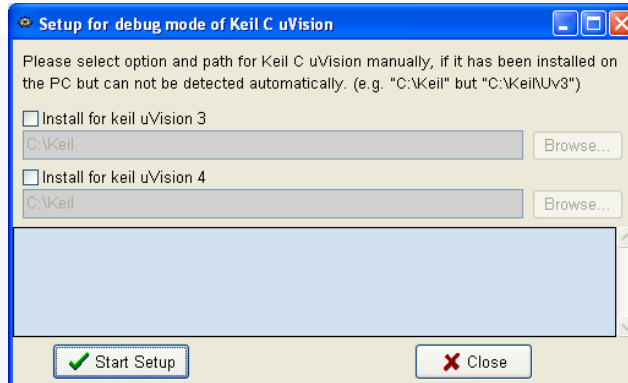 Setup for debug mode of Keil C uVision
Please select option and path for Keil C uVision manually, if it has been installed on
the PC but can not be detected automatically. (e.g. "C:\Keil" but "C:\Keil\Uv3")
Install for keil uVision 3
C:\Keil Browse...
Install for keil uVision 4
C:\Keil Browse...
Start Setup Close